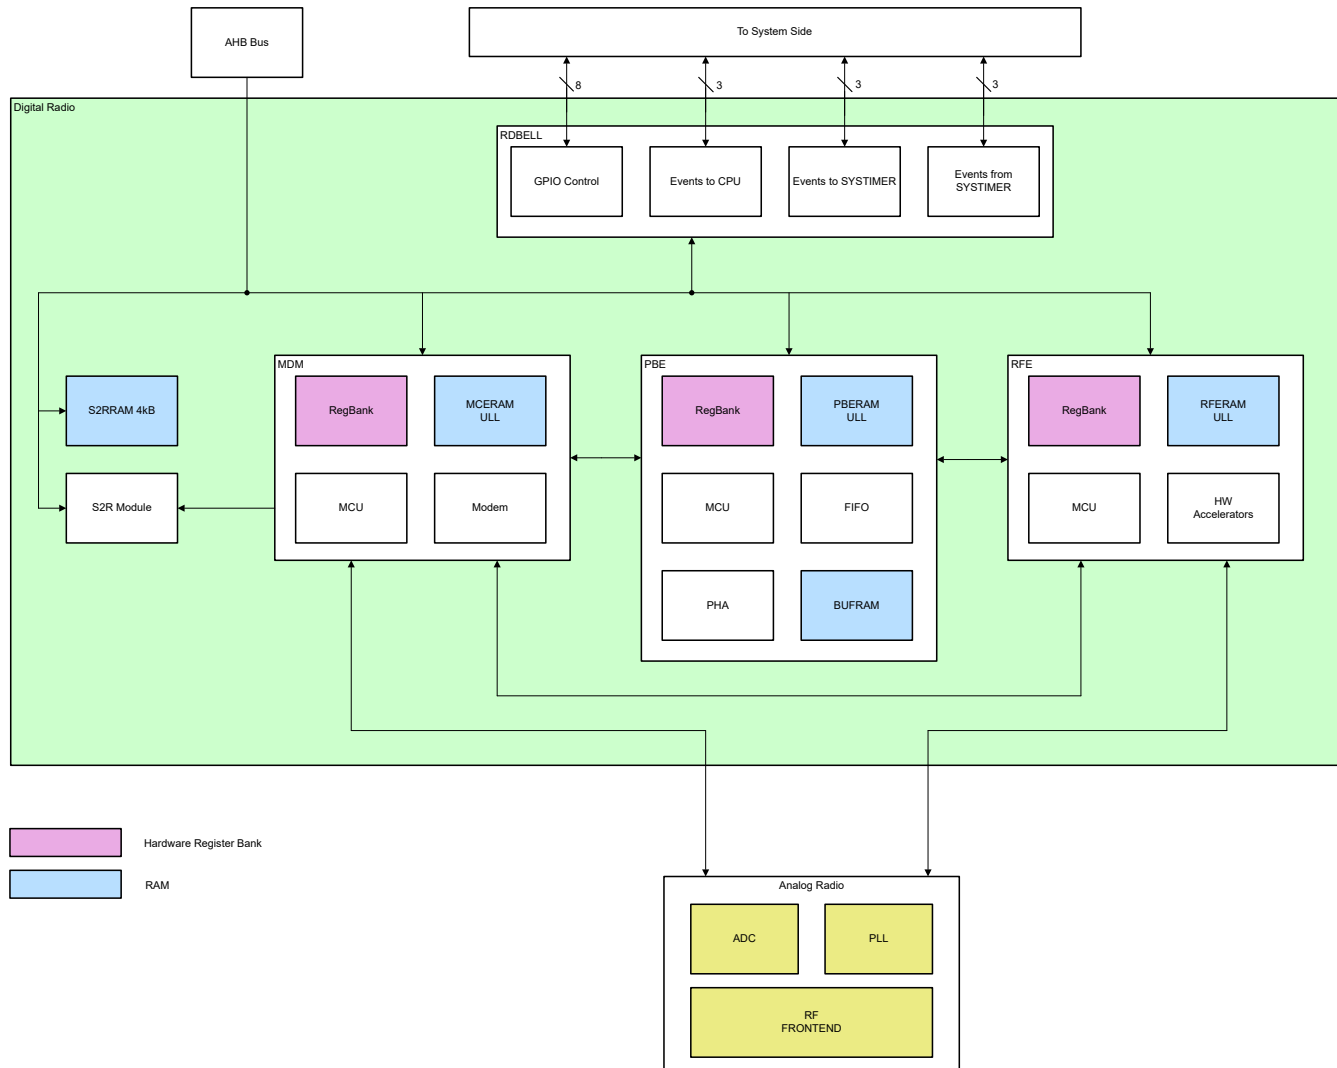 AHB Bus
To System Side
8
3
3
3
Digital Radio
RDBELL
GPIO Control
Events to CPU
Events to SYSTIMER
Events from
SYSTIMER
MDM
RegBank
MCERAM
ULL
MCU
Modem
PBE
RegBank
PBERAM
ULL
MCU
FIFO
PHA
BUFRAM
RFE
RegBank
RFERAM
ULL
MCU
HW
Accelerators
S2RRAM 4kB
S2R Module
Hardware Register Bank
RAM
Analog Radio
ADC
PLL
RF
FRONTEND